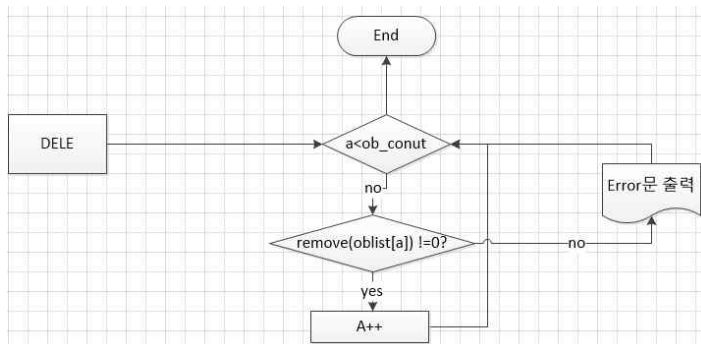 End
DELE
a<ob_conut
Error문 출력
no
remove(oblist[a]) !=0?
no
yes
A++